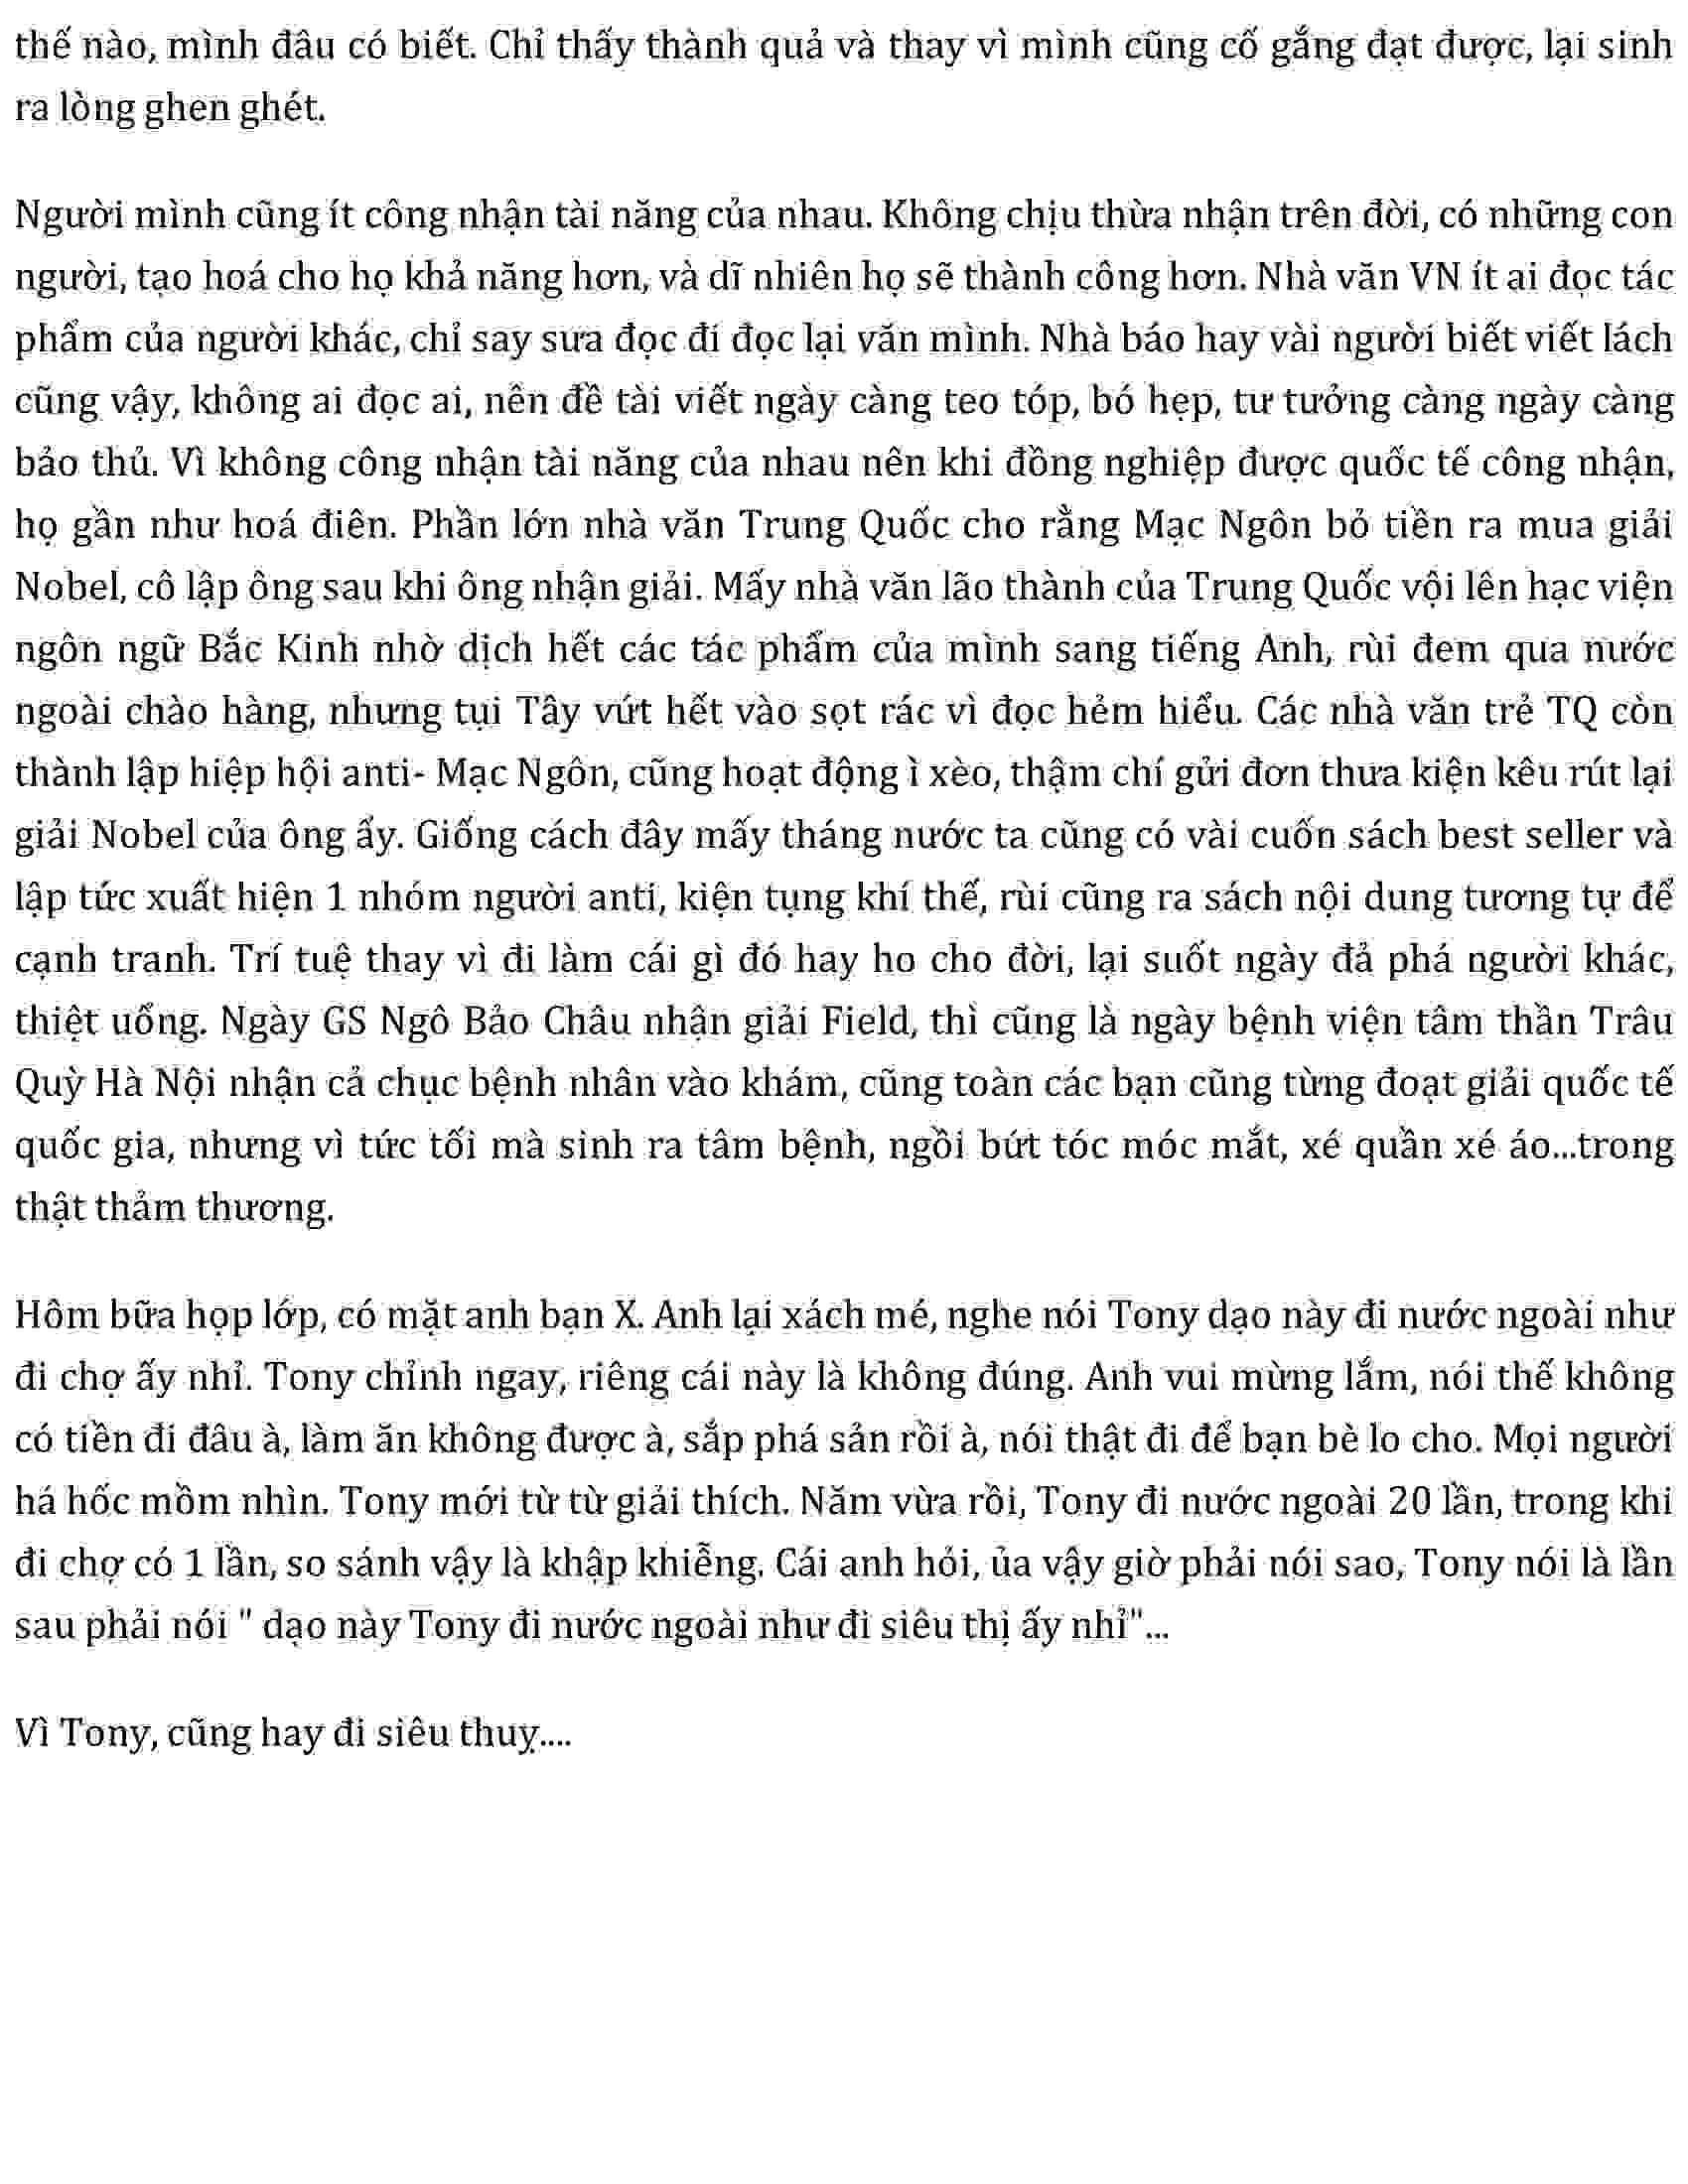 thế nào, mình đâu có biết. Chỉ thấy thành quả và thay vì mình cũng cố gắng đạt được, lại sinh
ra lòng ghen ghét.
Người mình cũng ít công nhận tài năng của nhau. Không chịu thừa nhận trên đời, có những con
người, tạo hoá cho họ khả năng hơn, và dĩ nhiên họ sẽ thành công hơn. Nhà văn VN ít ai đọc tác
phẩm của người khác, chỉ say sưa đọc đi đọc lại văn mình. Nhà báo hay vài người biết viết lách
cũng vậy, không ai đọc ai, nên đề tài viết ngày càng teo tóp, bó hẹp, tư tưởng càng ngày càng
bảo thủ. Vì không công nhận tài năng của nhau nên khi đồng nghiệp được quốc tế công nhận,
họ gần như hoá điên. Phần lớn nhà văn Trung Quốc cho rằng Mạc Ngôn bỏ tiền ra mua giải
Nobel, cô lập ông sau khi ông nhận giải. Mấy nhà văn lão thành của Trung Quốc vội lên hạc viện
ngôn ngữ Bắc Kinh nhờ dịch hết các tác phẩm của mình sang tiếng Anh, rùi đem qua nước
ngoài chào hàng, nhưng tụi Tây vứt hết vào sọt rác vì đọc hẻm hiểu. Các nhà văn trẻ TQ còn
thành lập hiệp hội anti- Mạc Ngôn, cũng hoạt động ì xèo, thậm chí gửi đơn thưa kiện kêu rút lại
giải Nobel của ông ấy. Giống cách đây mấy tháng nước ta cũng có vài cuốn sách best seller và
lập tức xuất hiện 1 nhóm người anti, kiện tụng khí thế, rùi cũng ra sách nội dung tương tự để
cạnh tranh. Trí tuệ thay vì đi làm cái gì đó hay ho cho đời, lại suốt ngày đả phá người khác,
thiệt uổng. Ngày GS Ngô Bảo Châu nhận giải Field, thì cũng là ngày bệnh viện tâm thần Trâu
Quỳ Hà Nội nhận cả chục bệnh nhân vào khám, cũng toàn các bạn cũng từng đoạt giải quốc tế
quốc gia, nhưng vì tức tối mà sinh ra tâm bệnh, ngồi bứt tóc móc mắt, xé quần xé áo...trong
thật thảm thương.
Hôm bữa họp lớp, có mặt anh bạn X. Anh lại xách mé, nghe nói Tony dạo này đi nước ngoài như
đi chợ ấy nhỉ. Tony chỉnh ngay, riêng cái này là không đúng. Anh vui mừng lắm, nói thế không
có tiền đi đâu à, làm ăn không được à, sắp phá sản rồi à, nói thật đi để bạn bè lo cho. Mọi người
há hốc mồm nhìn. Tony mới từ từ giải thích. Năm vừa rồi, Tony đi nước ngoài 20 lần, trong khi
đi chợ có 1 lần, so sánh vậy là khập khiễng. Cái anh hỏi, ủa vậy giờ phải nói sao, Tony nói là lần
sau phải nói " dạo này Tony đi nước ngoài như đi siêu thị ấy nhỉ"...
Vì Tony, cũng hay đi siêu thuỵ....